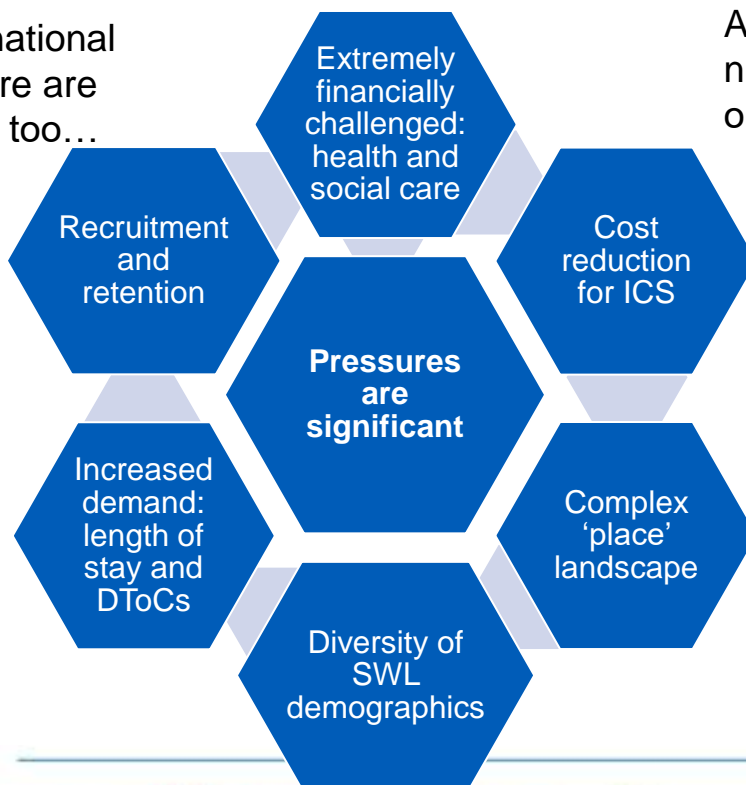 national
re are
too…
A
n
o
Extremely
financially
challenged:
health and
social care
Recruitment
and
retention
Cost
reduction
for ICS
Pressures
are
significant
Increased
demand:
length of
stay and
DToCs
Complex
‘place’
landscape
Diversity of
SWL
demographics